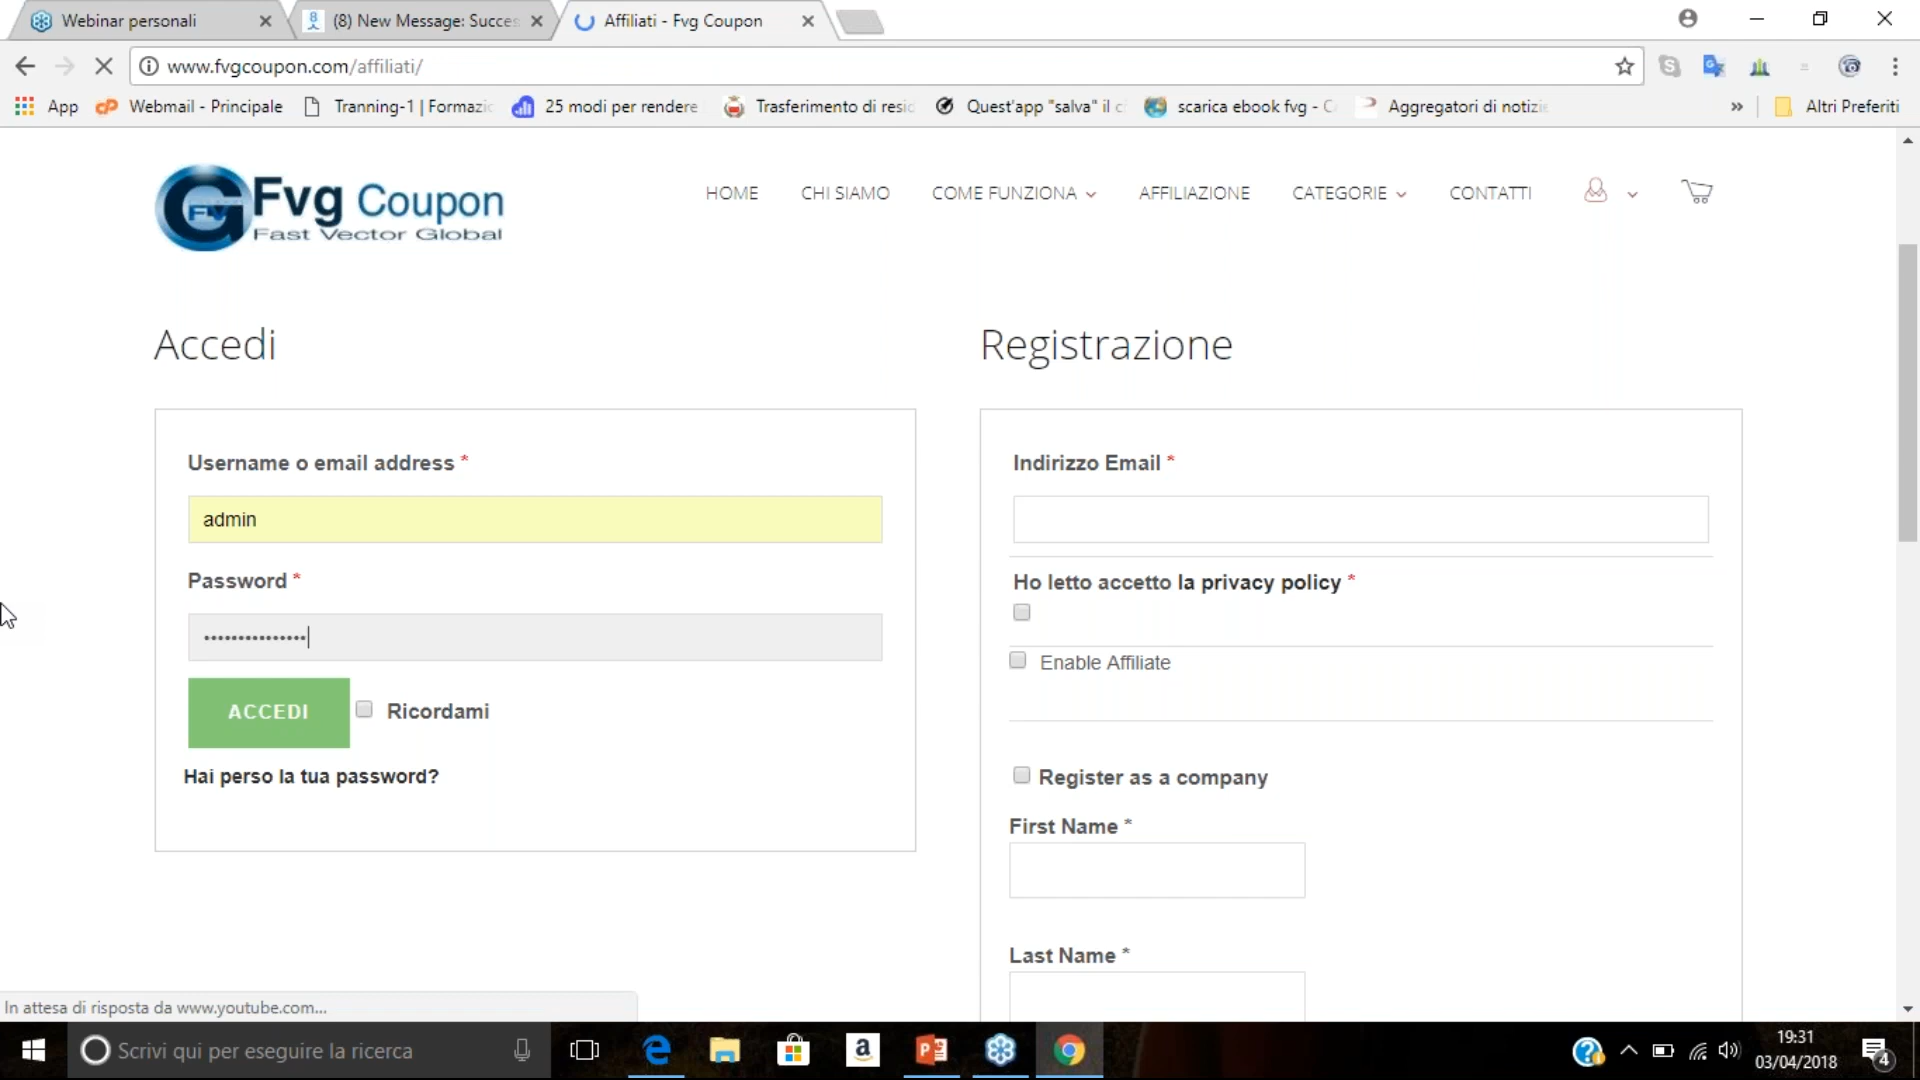 Webinar personali
(8) New Message: Succes
Affiliati - Fvg Coupon
www.fvgcoupon.com/affiliati/
App
Webmail - Principale
Tranning-1 | Formazic
25 modi per rendere
Trasferimento di resid
Quest'app "salva" il c
scarica ebook fvg - C
Aggregatori di notizi
»
Altri Preferiti
Fvg Coupon
Fast Vector Global
HOME
CHI SIAMO
COME FUNZIONA
AFFILIAZIONE
CATEGORIE
CONTATTI
Accedi
Registrazione
Username o email address *
admin
Password *
•••••••••••••••
ACCEDI
Ricordami
Hai perso la tua password?
Indirizzo Email *
Ho letto accetto la privacy policy *
Enable Affiliate
Register as a company
First Name *
Last Name *
In attesa di risposta da www.youtube.com...
Scrivi qui per eseguire la ricerca
19:31
03/04/2018
4